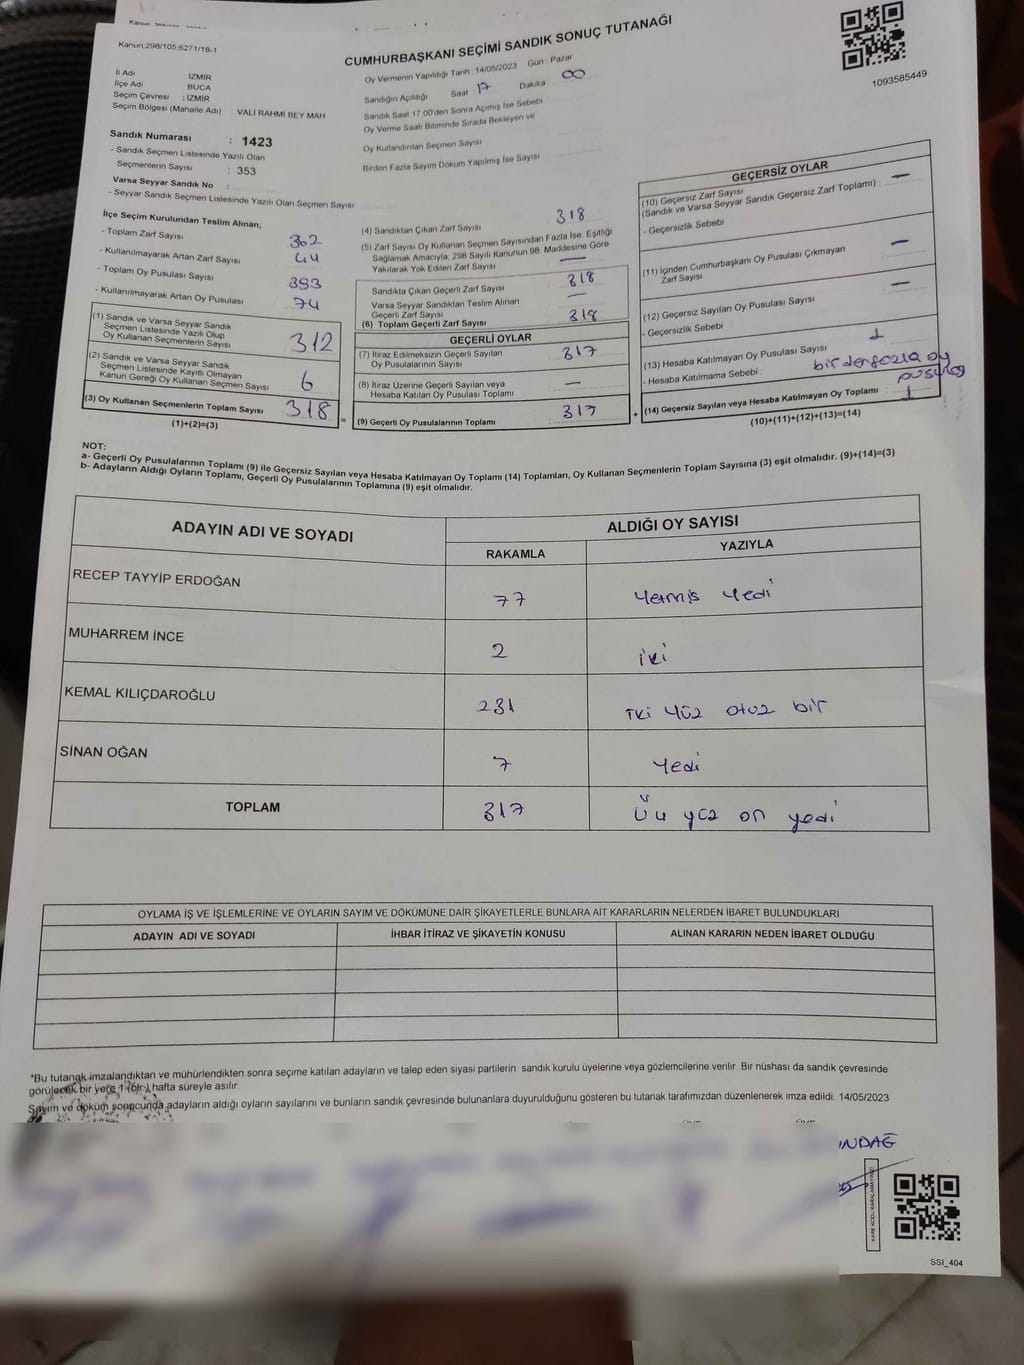 Kanun;298/105,6271/18-1
CUMHURBAŞKANI SEÇİMİ SANDIK SONUÇ TUTANAĞI
1093585449
İl Adı İZMİR
İlçe Adı BUCA
Seçim Çevresi : İZMİR
Seçim Bölgesi (Mahalle Adı) VALİ RAHMİ BEY MAH
Sandık Numarası : 1423
- Sandık Seçmen Listesinde Yazılı Olan
Seçmenlerin Sayısı : 353
Varsa Seyyar Sandık No :
- Seyyar Sandık Seçmen Listesinde Yazılı Olan Seçmen Sayısı
Oy Vermenin Yapıldığı Tarih : 14/05/2023 Gün : Pazar
Sandığın Açıldığı Saat 17 Dakika 00
Sandık Saat 17.00'den Sonra Açılmış İse Sebebi
Oy Verme Saati Bitiminde Sırada Bekleyen ve
Oy Kullandırılan Seçmen Sayısı
Birden Fazla Sayım Döküm Yapılmış İse Sayısı
İlçe Seçim Kurulundan Teslim Alınan;
- Toplam Zarf Sayısı 362
- Kullanılmayarak Artan Zarf Sayısı 44
- Toplam Oy Pusulası Sayısı 393
- Kullanılmayarak Artan Oy Pusulası 74
(1) Sandık ve Varsa Seyyar Sandık
Seçmen Listesinde Yazılı Olup
Oy Kullanan Seçmenlerin Sayısı 312
(2) Sandık ve Varsa Seyyar Sandık
Seçmen Listesinde Kayıtlı Olmayan
Kanun Gereği Oy Kullanan Seçmen Sayısı 6
(3) Oy Kullanan Seçmenlerin Toplam Sayısı : 318
(1)+(2)=(3)
=
(4) Sandıktan Çıkan Zarf Sayısı 318
(5) Zarf Sayısı Oy Kullanan Seçmen Sayısından Fazla İse, Eşitliği
Sağlamak Amacıyla, 298 Sayılı Kanunun 98. Maddesine Göre
Yakılarak Yok Edilen Zarf Sayısı —
Sandıkta Çıkan Geçerli Zarf Sayısı 318
Varsa Seyyar Sandıktan Teslim Alınan
Geçerli Zarf Sayısı —
(6) Toplam Geçerli Zarf Sayısı 318
GEÇERLİ OYLAR
(7) İtiraz Edilmeksizin Geçerli Sayılan
Oy Pusulalarının Sayısı 317
(8) İtiraz Üzerine Geçerli Sayılan veya
Hesaba Katılan Oy Pusulası Toplamı —
(9) Geçerli Oy Pusulalarının Toplamı 317
+
GEÇERSİZ OYLAR
(10) Geçersiz Zarf Sayısı
(Sandık ve Varsa Seyyar Sandık Geçersiz Zarf Toplamı) : —
- Geçersizlik Sebebi
(11) İçinden Cumhurbaşkanı Oy Pusulası Çıkmayan
Zarf Sayısı —
(12) Geçersiz Sayılan Oy Pusulası Sayısı —
- Geçersizlik Sebebi :
(13) Hesaba Katılmayan Oy Pusulası Sayısı 1
- Hesaba Katılmama Sebebi : birden fazla oy
pusulası
(14) Geçersiz Sayılan veya Hesaba Katılmayan Oy Toplamı : 1
(10)+(11)+(12)+(13)=(14)
NOT:
a- Geçerli Oy Pusulalarının Toplamı (9) ile Geçersiz Sayılan veya Hesaba Katılmayan Oy Toplamı (14) Toplamları, Oy Kullanan Seçmenlerin Toplam Sayısına (3) eşit olmalıdır. (9)+(14)=(3)
b- Adayların Aldığı Oyların Toplamı, Geçerli Oy Pusulalarının Toplamına (9) eşit olmalıdır.
ADAYIN ADI VE SOYADI ALDIĞI OY SAYISI
RAKAMLA YAZIYLA
RECEP TAYYİP ERDOĞAN 77 Yetmiş Yedi
MUHARREM İNCE 2 iki
KEMAL KILIÇDAROĞLU 231 iki Yüz otuz bir
SİNAN OĞAN 7 Yedi
TOPLAM 317 Üç yüz on yedi
OYLAMA İŞ VE İŞLEMLERİNE VE OYLARIN SAYIM VE DÖKÜMÜNE DAİR ŞİKAYETLERLE BUNLARA AİT KARARLARIN NELERDEN İBARET BULUNDUKLARI
ADAYIN ADI VE SOYADI İHBAR İTİRAZ VE ŞİKAYETİN KONUSU ALINAN KARARIN NEDEN İBARET OLDUĞU
*Bu tutanak imzalandıktan ve mühürlendikten sonra seçime katılan adayların ve talep eden siyasi partilerin sandık kurulu üyelerine veya gözlemcilerine verilir. Bir nüshası da sandık çevresinde
görülecek bir yere 1 (bir) hafta süreyle asılır.
Sayım ve döküm sonucunda adayların aldığı oyların sayılarını ve bunların sandık çevresinde bulunanlara duyurulduğunu gösteren bu tutanak tarafımızdan düzenlenerek imza edildi. 14/05/2023
INDAĞ
KARE KODU KARALAMAYINIZ!
SSI_404